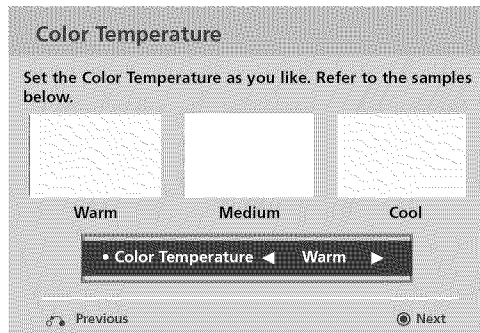 Color Temperature
Set the Color Temperature as you like. Refer to the samples
below.
Warm Medium Cool
• Color Temperature ◀ Warm ▶
Previous Next